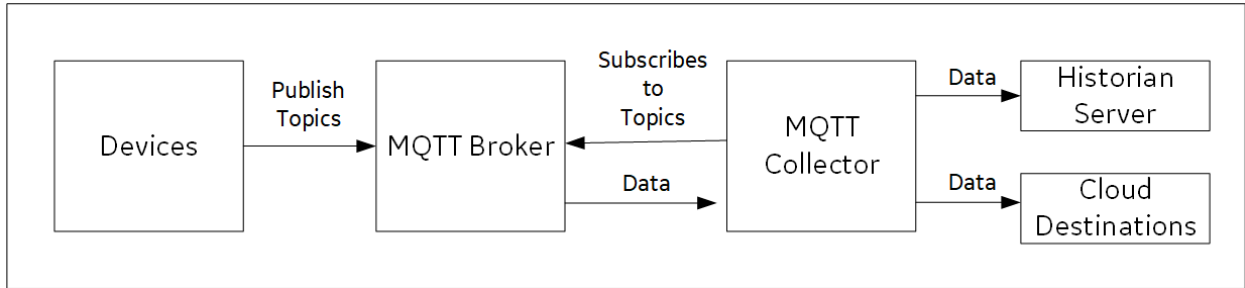 Devices
Publish
Topics
MQTT Broker
Subscribes
to
Topics
Data
MQTT
Collector
Data
Historian
Server
Data
Cloud
Destinations